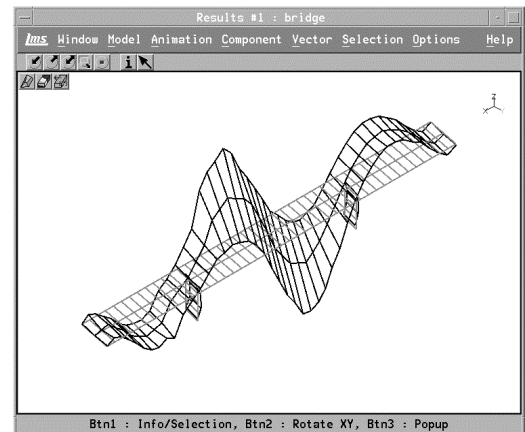 Results #1 : bridge
lms Window Model Animation Component Vector Selection Options Help
i
z
Btn1 : Info/Selection, Btn2 : Rotate XY, Btn3 : Popup